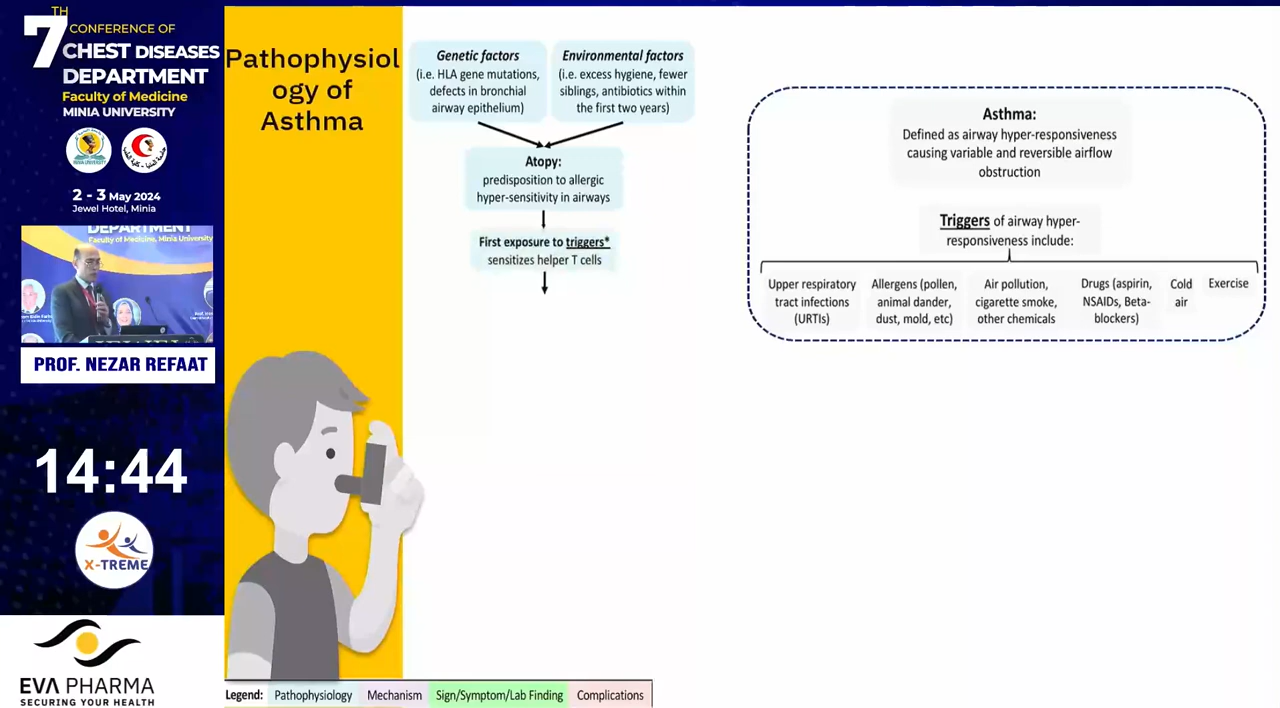 TH
7
CONFERENCE OF
CHEST DISEASES
DEPARTMENT
Faculty of Medicine
MINIA UNIVERSITY
2 - 3 May 2024
Jewel Hotel, Minia
DEPARTMENT
Faculty of Medicine, Minia University
PROF. NEZAR REFAAT
14:44
X-TREME
EVA PHARMA
SECURING YOUR HEALTH
Pathophysiol
ogy of
Asthma
Genetic factors
(i.e. HLA gene mutations,
defects in bronchial
airway epithelium)
Environmental factors
(i.e. excess hygiene, fewer
siblings, antibiotics within
the first two years)
Atopy:
predisposition to allergic
hyper-sensitivity in airways
First exposure to triggers*
sensitizes helper T cells
Asthma:
Defined as airway hyper-responsiveness
causing variable and reversible airflow
obstruction
Triggers of airway hyper-
responsiveness include:
Upper respiratory
tract infections
(URTIs)
Allergens (pollen,
animal dander,
dust, mold, etc)
Air pollution,
cigarette smoke,
other chemicals
Drugs (aspirin,
NSAIDs, Beta-
blockers)
Cold
air
Exercise
Legend: Pathophysiology Mechanism Sign/Symptom/Lab Finding Complications